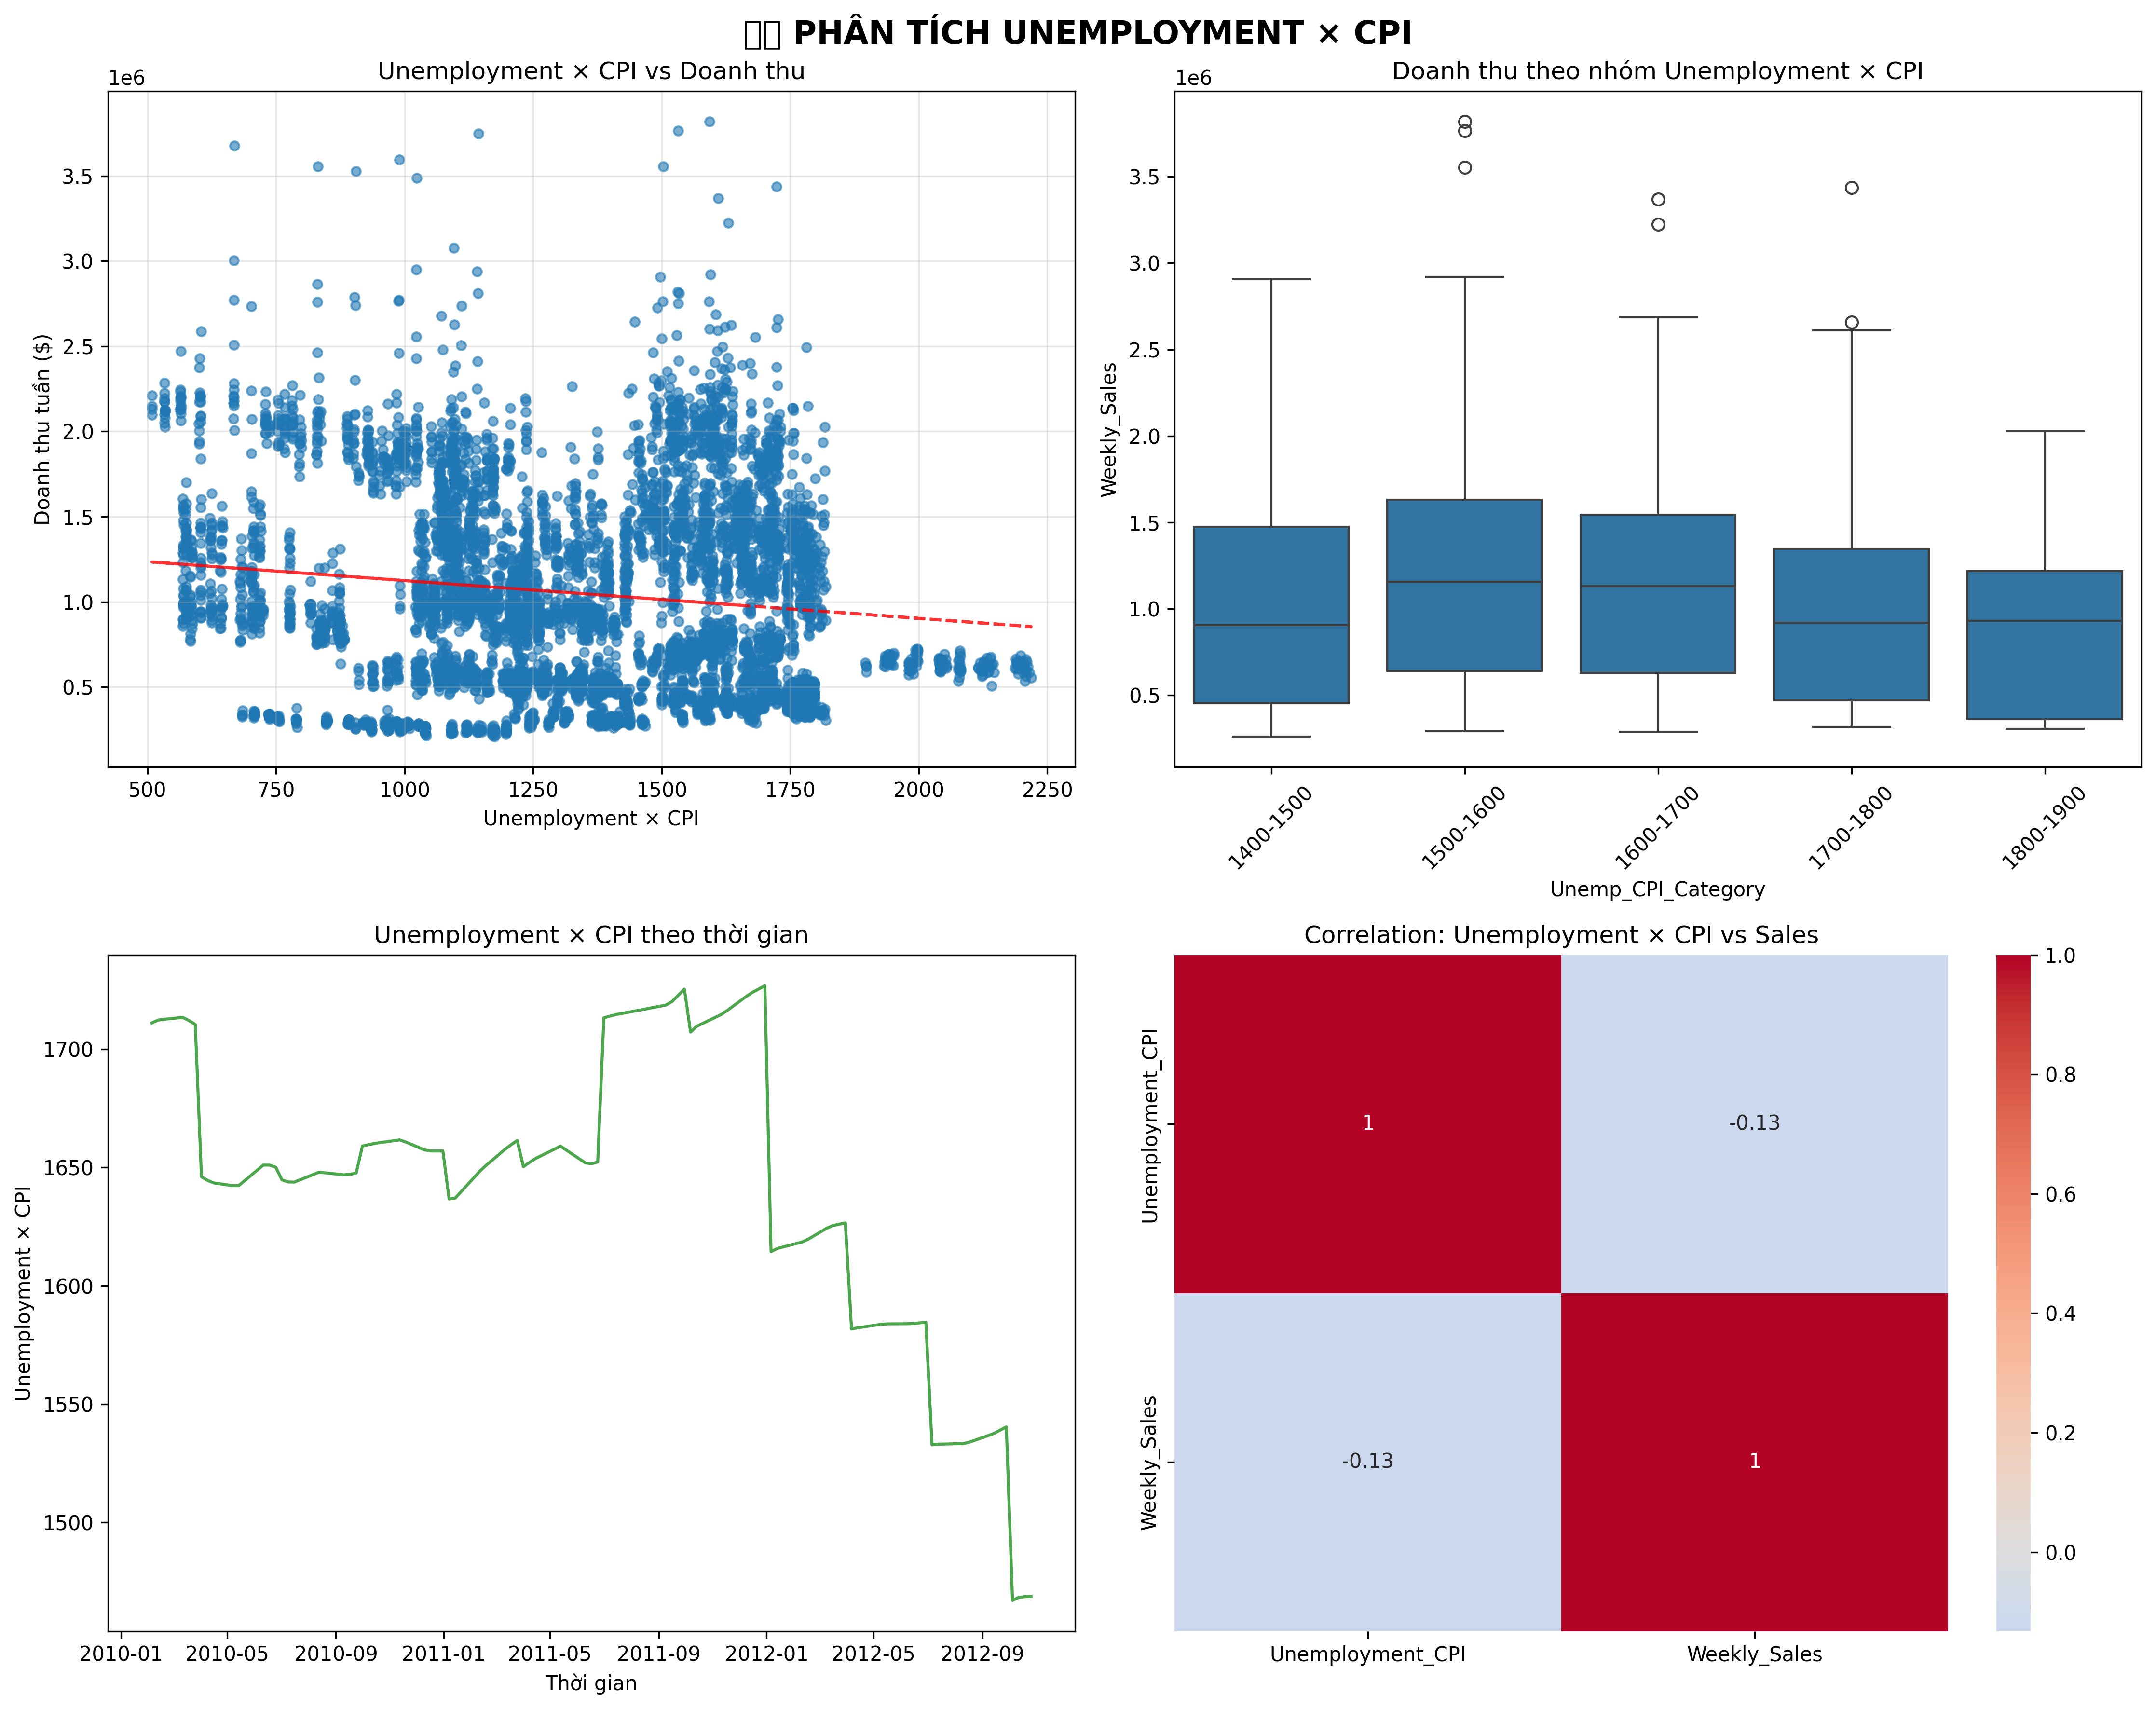 PHÂN TÍCH UNEMPLOYMENT × CPI
Unemployment × CPI vs Doanh thu
1e6
3.5
3.0
2.5
2.0
1.5
1.0
0.5
Doanh thu tuần ($)
500 750 1000 1250 1500 1750 2000 2250
Unemployment × CPI
Doanh thu theo nhóm Unemployment × CPI
1e6
3.5
3.0
2.5
2.0
1.5
1.0
0.5
Weekly_Sales
1400-1500 1500-1600 1600-1700 1700-1800 1800-1900
Unemp_CPI_Category
Unemployment × CPI theo thời gian
1700
1650
1600
1550
1500
Unemployment × CPI
2010-01 2010-05 2010-09 2011-01 2011-05 2011-09 2012-01 2012-05 2012-09
Thời gian
Correlation: Unemployment × CPI vs Sales
Unemployment_CPI
Weekly_Sales
1 -0.13
-0.13 1
Unemployment_CPI Weekly_Sales
1.0
0.8
0.6
0.4
0.2
0.0